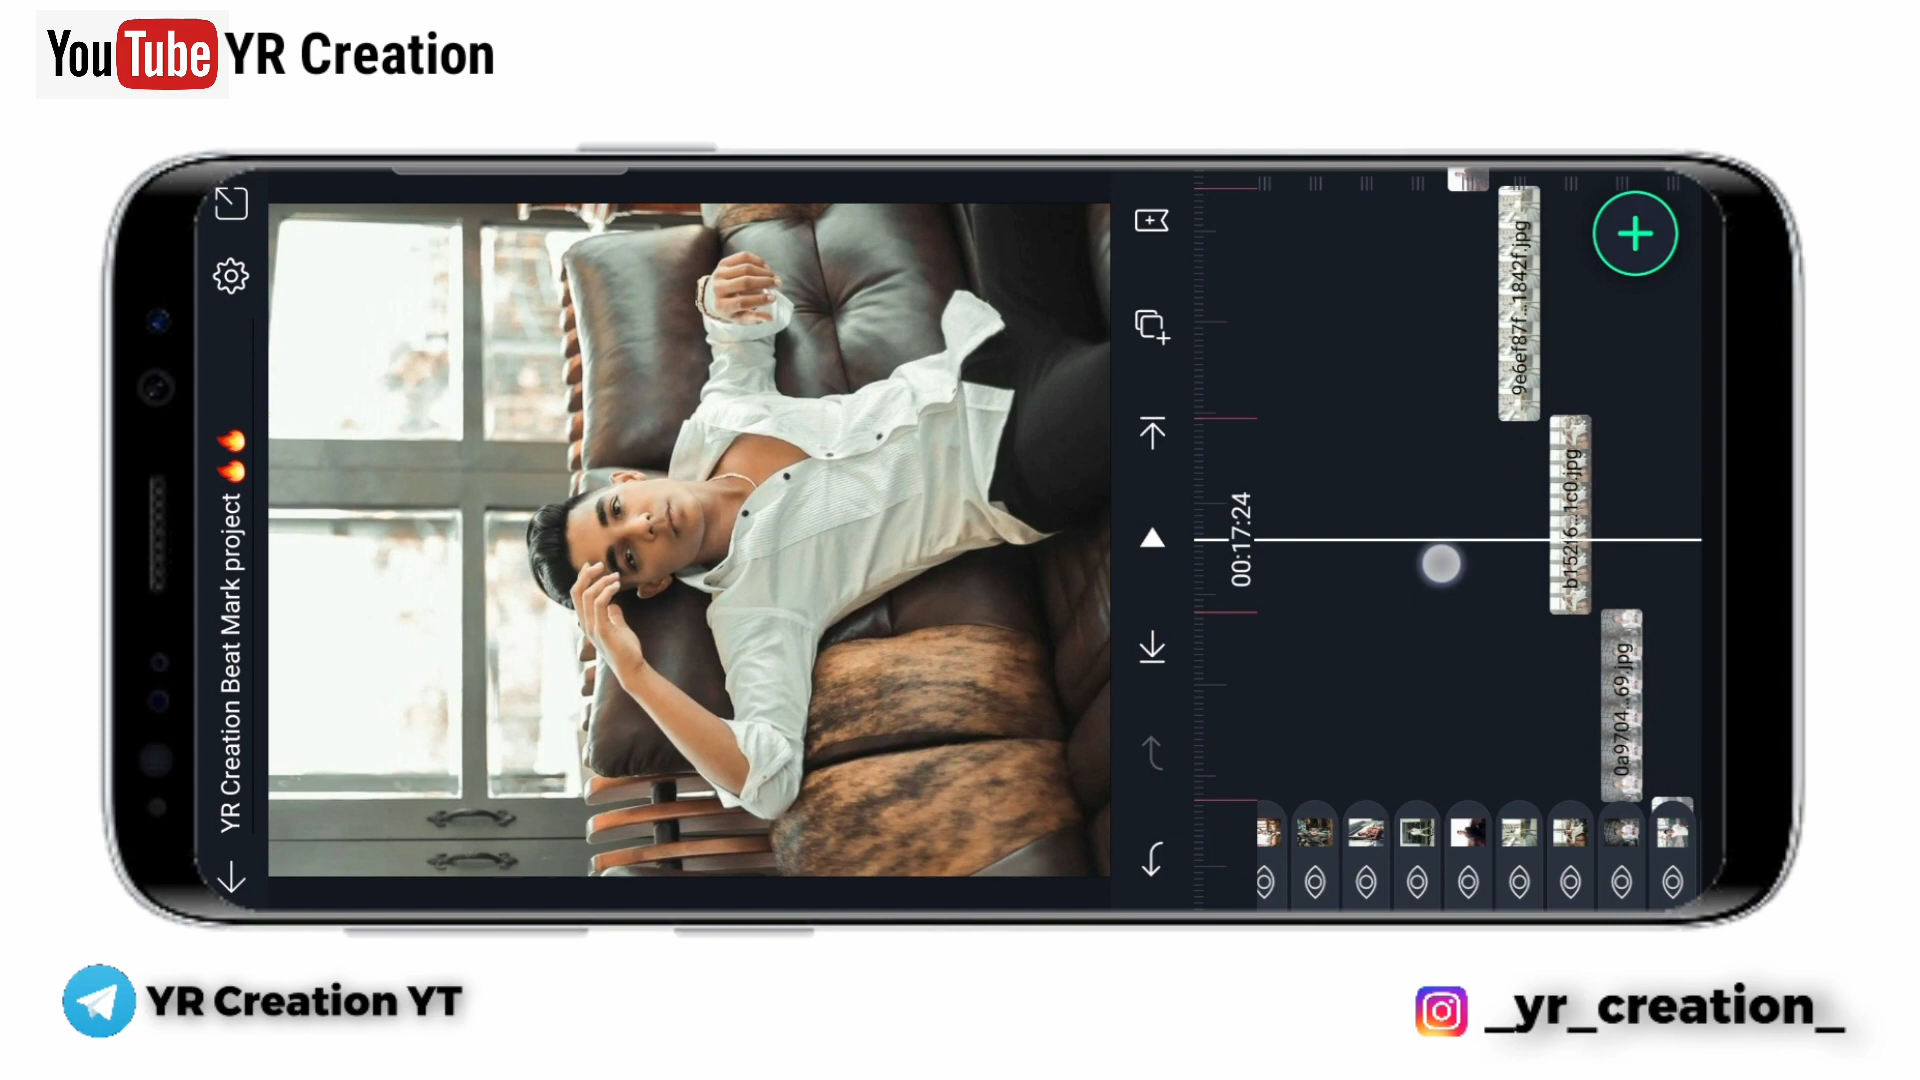 YouTube YR Creation
YR Creation Beat Mark project 🔥🔥
00:17:24
9e6ef87f...1842f.jpg
b152f6...1c0.jpg
0a9704...69.jpg
YR Creation YT
_yr_creation_